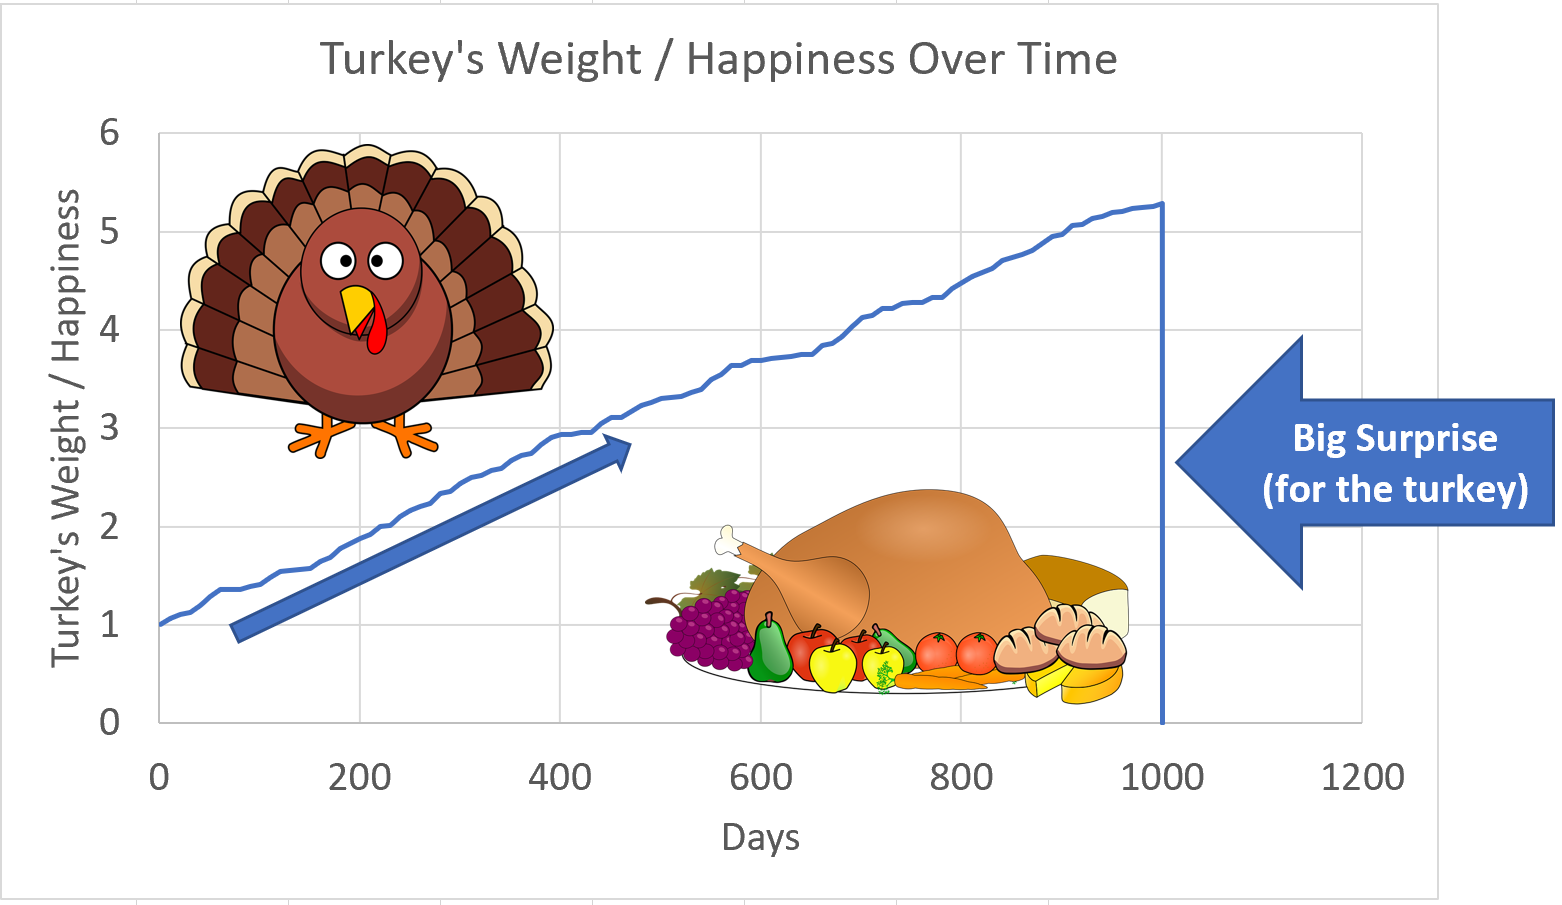 Turkey's Weight / Happiness Over Time
Turkey's Weight / Happiness
6
5
4
3
2
1
0
0 200 400 600 800 1000 1200
Days
Big Surprise
(for the turkey)